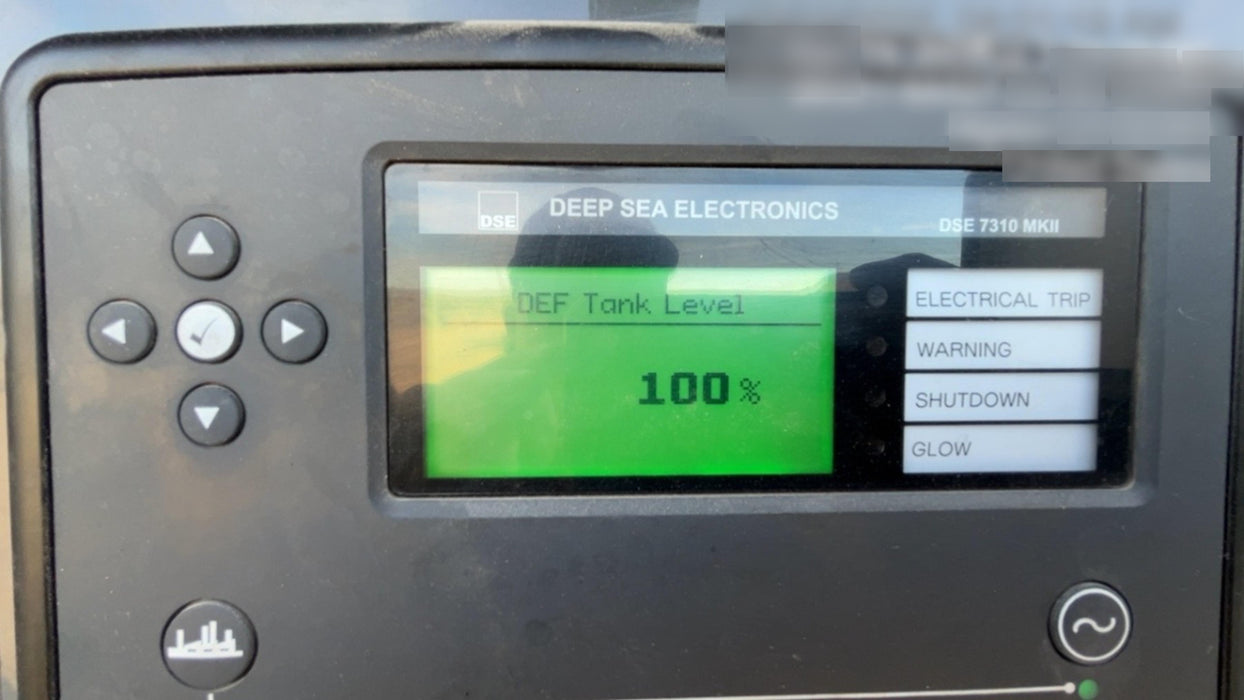 DSE
DEEP SEA ELECTRONICS
DSE 7310 MKII
DEF Tank Level
100 %
ELECTRICAL TRIP
WARNING
SHUTDOWN
GLOW